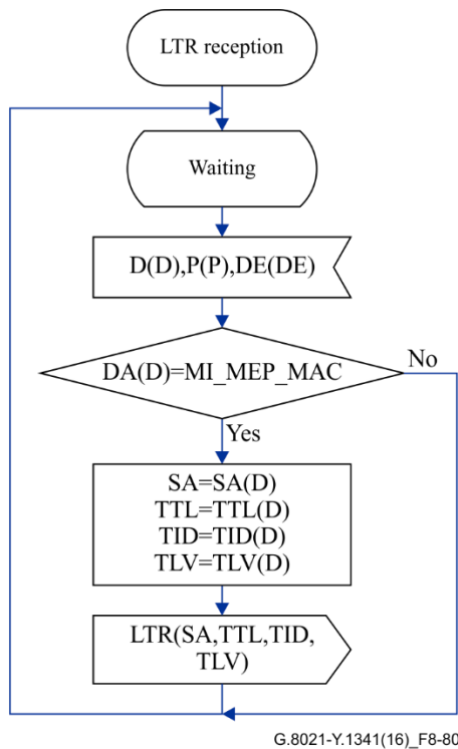 LTR reception
Waiting
D(D),P(P),DE(DE)
DA(D)=MI_MEP_MAC
No
Yes
SA=SA(D)
TTL=TTL(D)
TID=TID(D)
TLV=TLV(D)
LTR(SA,TTL,TID,
TLV)
G.8021-Y.1341(16)_F8-80